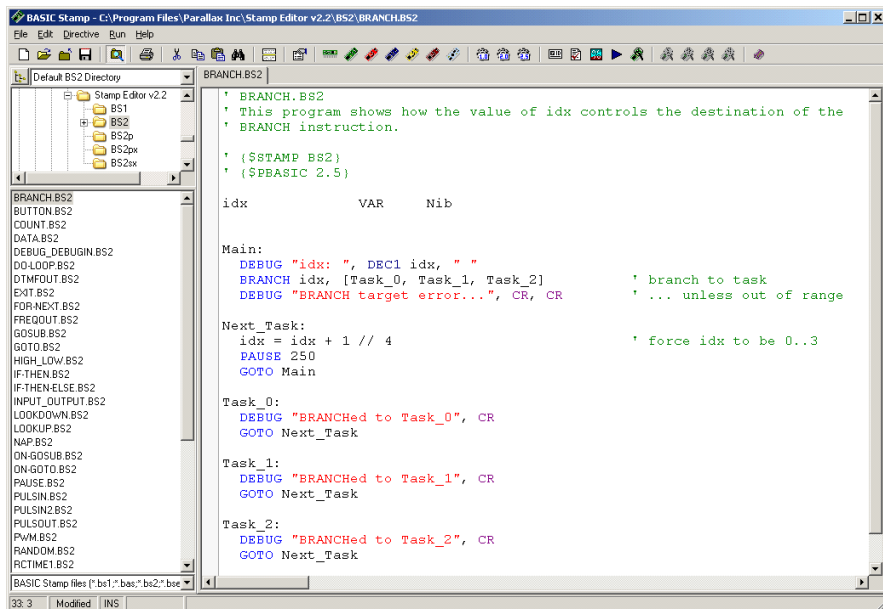 BASIC Stamp - C:\Program Files\Parallax Inc\Stamp Editor v2.2\BS2\BRANCH.BS2
File Edit Directive Run Help
Default BS2 Directory
Stamp Editor v2.2
BS1
BS2
BS2p
BS2px
BS2sx
BRANCH.BS2
BUTTON.BS2
COUNT.BS2
DATA.BS2
DEBUG_DEBUGIN.BS2
DO-LOOP.BS2
DTMFOUT.BS2
EXIT.BS2
FOR-NEXT.BS2
FREQOUT.BS2
GOSUB.BS2
GOTO.BS2
HIGH_LOW.BS2
IF-THEN.BS2
IF-THEN-ELSE.BS2
INPUT_OUTPUT.BS2
LOOKDOWN.BS2
LOOKUP.BS2
NAP.BS2
ON-GOSUB.BS2
ON-GOTO.BS2
PAUSE.BS2
PULSIN.BS2
PULSIN2.BS2
PULSOUT.BS2
PWM.BS2
RANDOM.BS2
RCTIME1.BS2
BASIC Stamp files (*.bs1;*.bas;*.bs2;*.bse
BRANCH.BS2
' BRANCH.BS2
' This program shows how the value of idx controls the destination of the
' BRANCH instruction.
' {$STAMP BS2}
' {$PBASIC 2.5}
idx VAR Nib
Main:
DEBUG "idx: ", DEC1 idx, " "
BRANCH idx, [Task_0, Task_1, Task_2] ' branch to task
DEBUG "BRANCH target error...", CR, CR ' ... unless out of range
Next_Task:
idx = idx + 1 // 4 ' force idx to be 0..3
PAUSE 250
GOTO Main
Task_0:
DEBUG "BRANCHed to Task_0", CR
GOTO Next_Task
Task_1:
DEBUG "BRANCHed to Task_1", CR
GOTO Next_Task
Task_2:
DEBUG "BRANCHed to Task_2", CR
GOTO Next_Task
33: 3 Modified INS